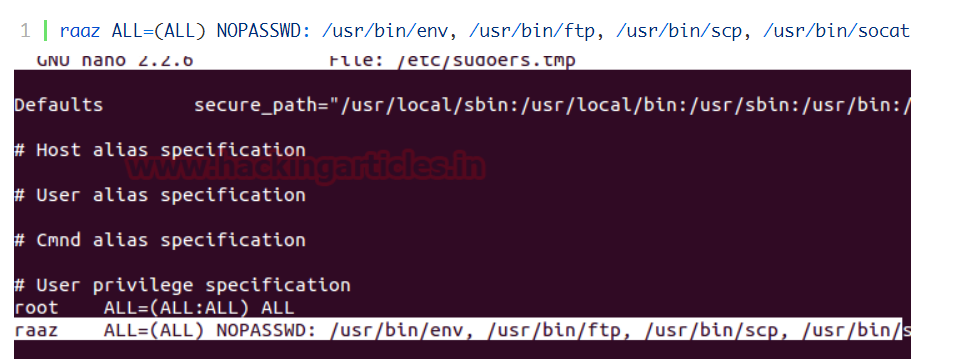 1 raaz ALL=(ALL) NOPASSWD: /usr/bin/env, /usr/bin/ftp, /usr/bin/scp, /usr/bin/socat
GNU nano 2.2.6 File: /etc/sudoers.tmp
Defaults secure_path="/usr/local/sbin:/usr/local/bin:/usr/sbin:/usr/bin:/
# Host alias specification
www.hackingarticles.in
# User alias specification
# Cmnd alias specification
# User privilege specification
root ALL=(ALL:ALL) ALL
raaz ALL=(ALL) NOPASSWD: /usr/bin/env, /usr/bin/ftp, /usr/bin/scp, /usr/bin/s